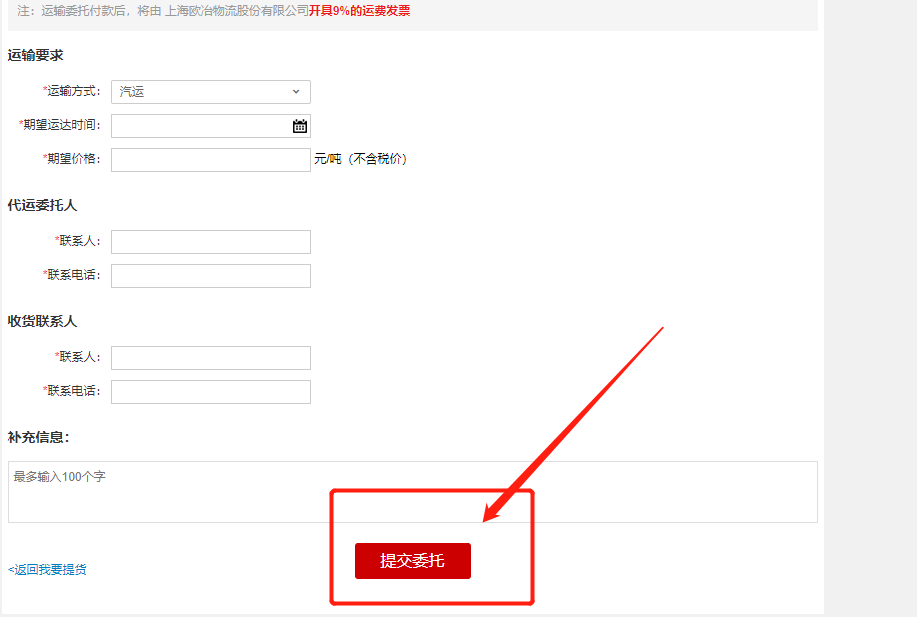 注：运输委托付款后，将由 上海欧冶物流股份有限公司开具9%的运费发票
运输要求
*运输方式： 汽运
*期望运达时间：
*期望价格： 元/吨（不含税价）
代运委托人
*联系人：
*联系电话：
收货联系人
*联系人：
*联系电话：
补充信息：
最多输入100个字
提交委托
<返回我要提货